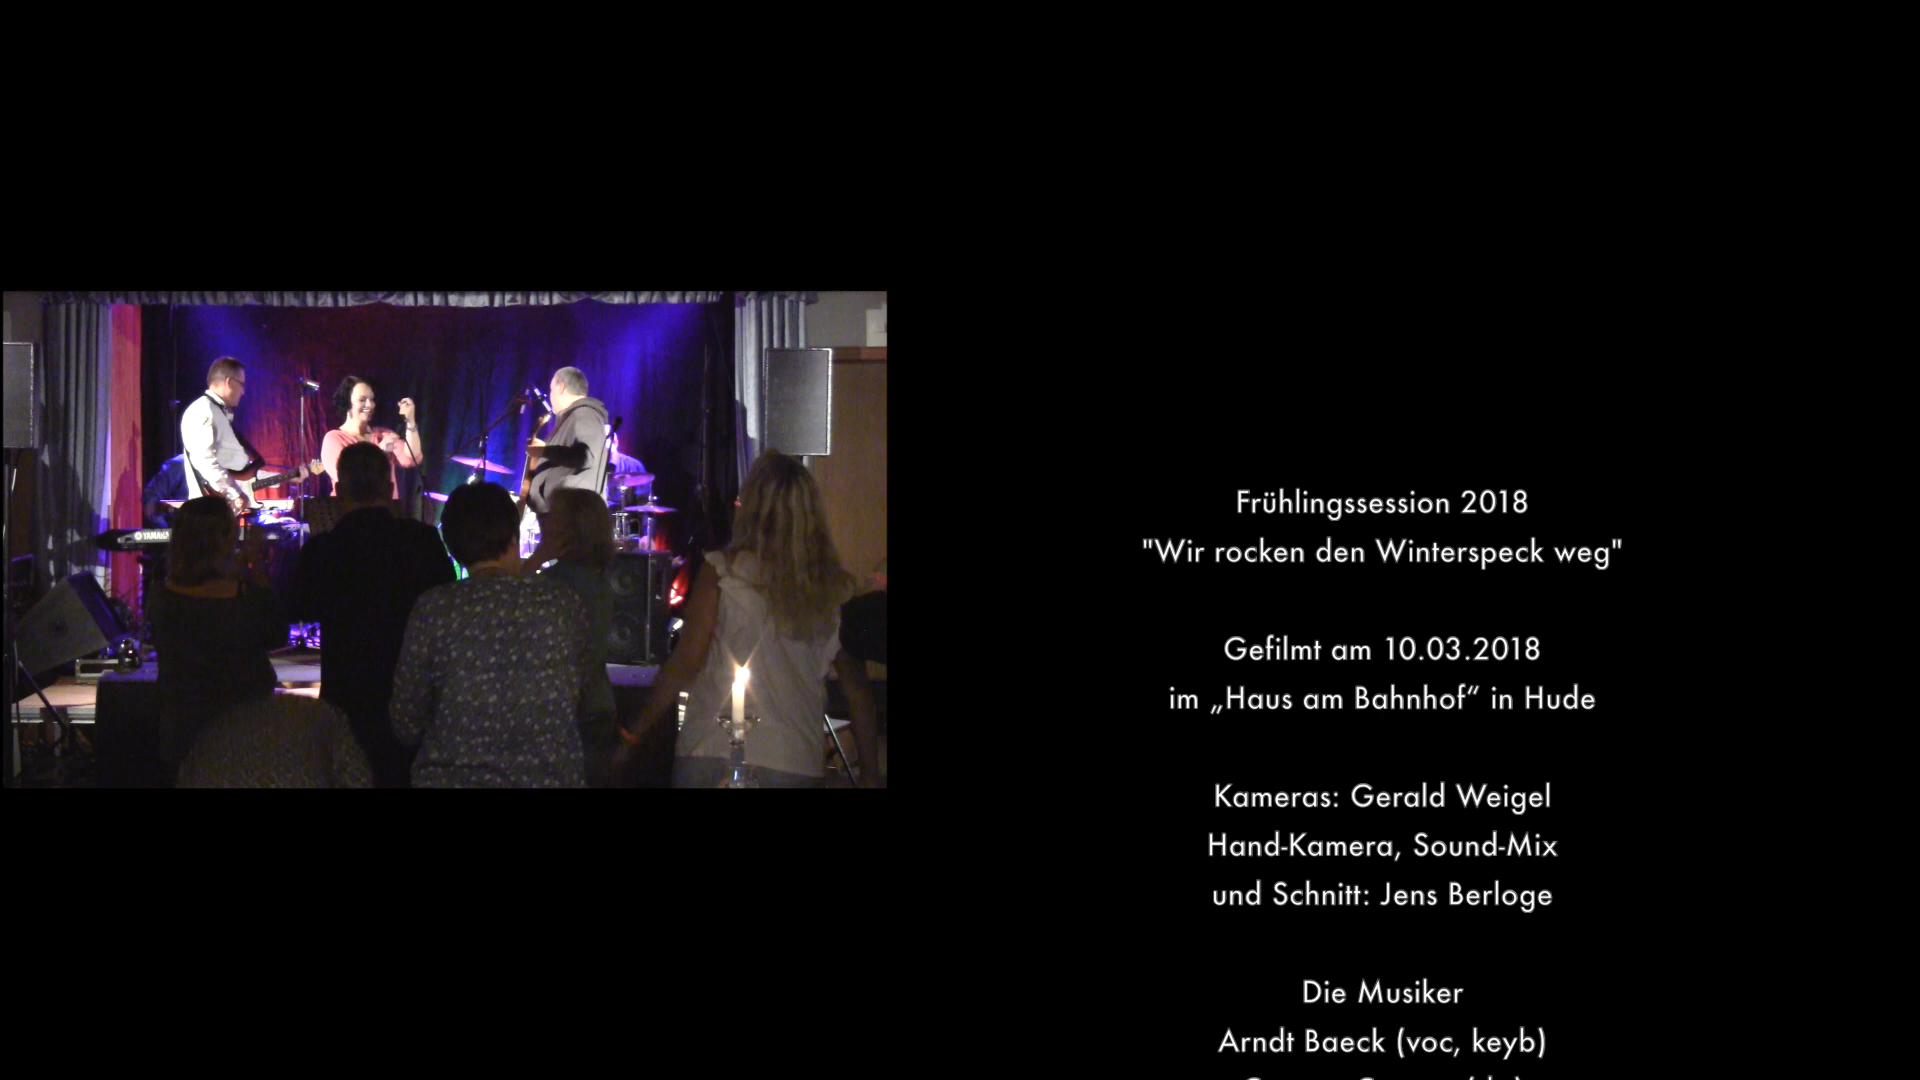 YAMAHA
Frühlingssession 2018
"Wir rocken den Winterspeck weg"
Gefilmt am 10.03.2018
im „Haus am Bahnhof“ in Hude
Kameras: Gerald Weigel
Hand-Kamera, Sound-Mix
und Schnitt: Jens Berloge
Die Musiker
Arndt Baeck (voc, keyb)